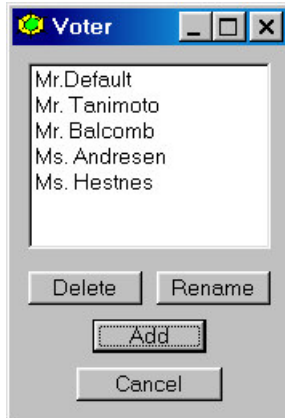 Voter
Mr.Default
Mr. Tanimoto
Mr. Balcomb
Ms. Andresen
Ms. Hestnes
Delete Rename
Add
Cancel